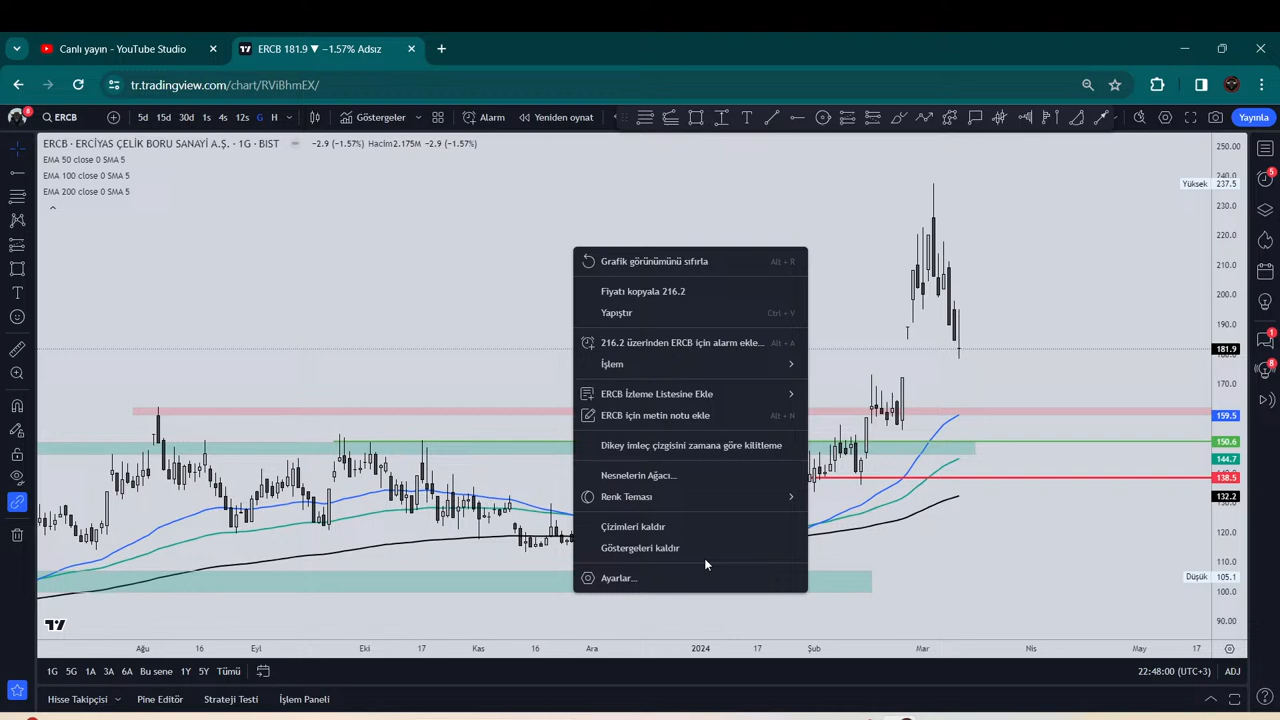 Canlı yayın - YouTube Studio
ERCB 181.9 ▼ −1.57% Adsız
tr.tradingview.com/chart/RViBhmEX/
8
ERCB
5d 15d 30d 1s 4s 12s G H
Göstergeler
Alarm
Yeniden oynat
Yayınla
ERCB · ERCİYAS ÇELİK BORU SANAYİ A.Ş. · 1G · BIST
−2.9 (−1.57%) Hacim2.175M −2.9 (−1.57%)
EMA 50 close 0 SMA 5
EMA 100 close 0 SMA 5
EMA 200 close 0 SMA 5
Grafik görünümünü sıfırla Alt + R
Fiyatı kopyala 216.2
Yapıştır Ctrl + V
216.2 üzerinden ERCB için alarm ekle... Alt + A
İşlem
ERCB İzleme Listesine Ekle
ERCB için metin notu ekle Alt + N
Dikey imleç çizgisini zamana göre kilitleme
Nesnelerin Ağacı...
Renk Teması
Çizimleri kaldır
Göstergeleri kaldır
Ayarlar...
250.00
240.0
Yüksek 237.5
230.0
220.0
210.0
200.0
190.0
181.9
170.0
159.5
150.6
144.7
138.5
132.2
120.0
110.0
Düşük 105.1
100.0
90.00
5
1
8
Ağu 16 Eyl Eki 17 Kas 16 Ara 2024 17 Şub Mar Nis May 17
1G 5G 1A 3A 6A Bu sene 1Y 5Y Tümü
22:48:00 (UTC+3) ADJ
Hisse Takipçisi Pine Editör Strateji Testi İşlem Paneli